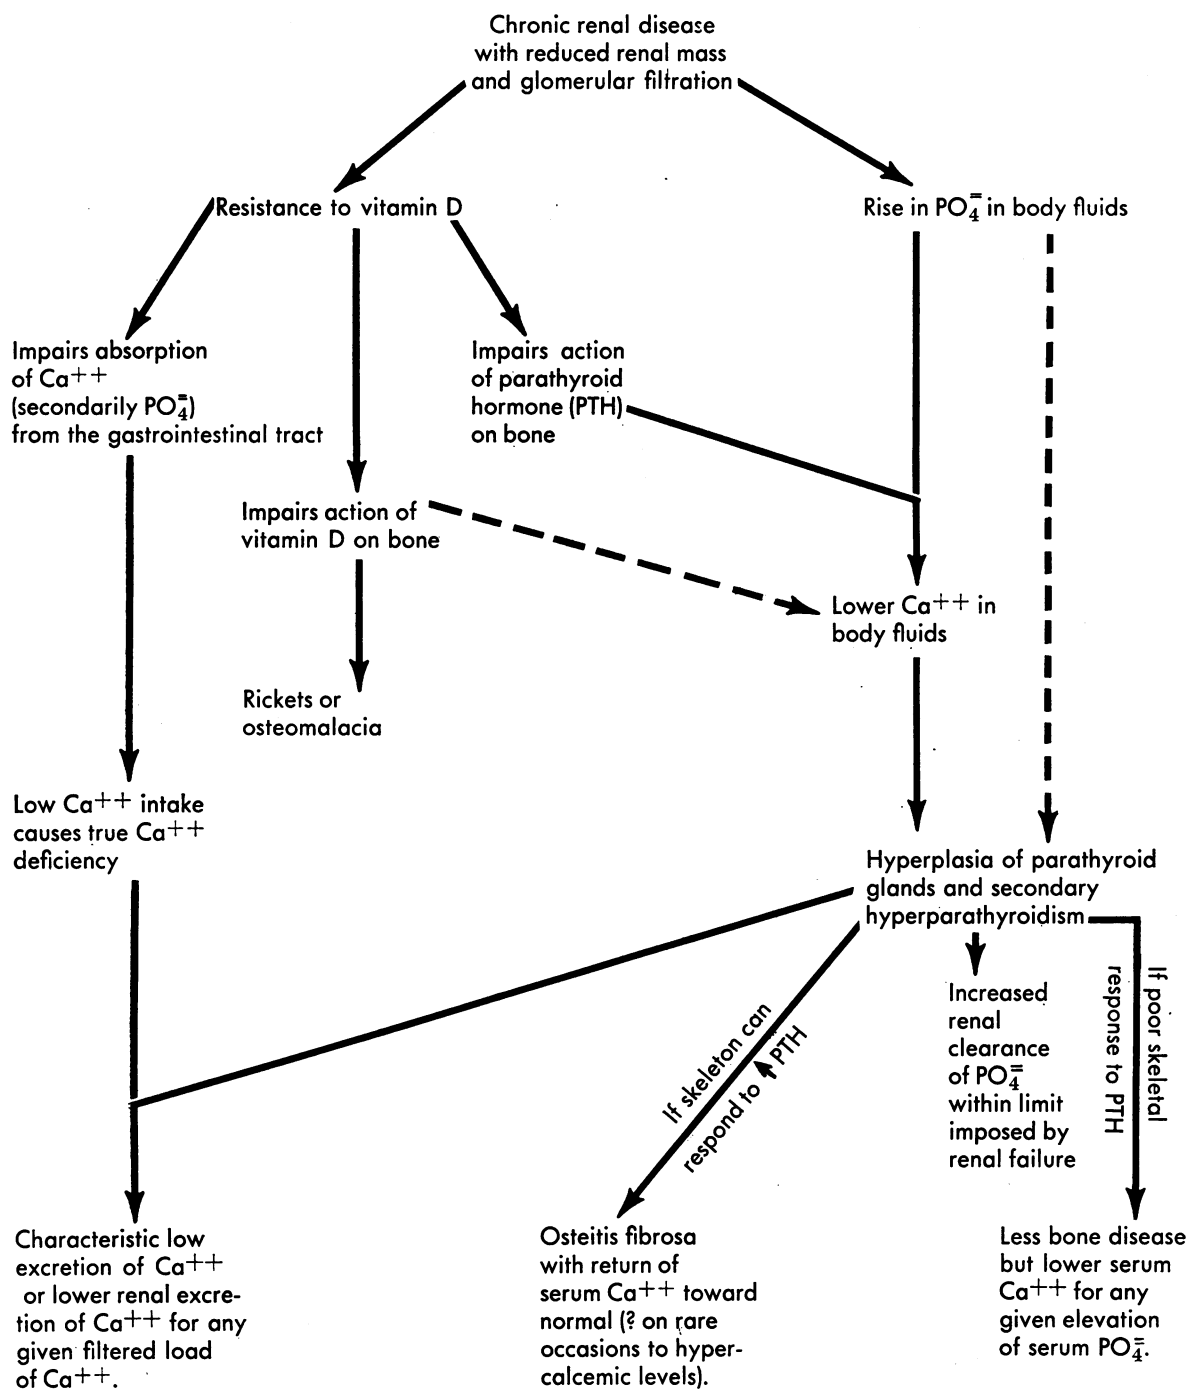 Chronic renal disease
with reduced renal mass
and glomerular filtration
Resistance to vitamin D
Rise in PO₄⁼ in body fluids
Impairs absorption
of Ca++
(secondarily PO₄⁼)
from the gastrointestinal tract
Impairs action
of parathyroid
hormone (PTH)
on bone
Impairs action of
vitamin D on bone
Lower Ca++ in
body fluids
Rickets or
osteomalacia
Low Ca++ intake
causes true Ca++
deficiency
Hyperplasia of parathyroid
glands and secondary
hyperparathyroidism
If skeleton can
respond to ↑ PTH
Increased
renal
clearance
of PO₄⁼
within limit
imposed by
renal failure
If poor skeletal
response to PTH
Characteristic low
excretion of Ca++
or lower renal excre-
tion of Ca++ for any
given filtered load
of Ca++.
Osteitis fibrosa
with return of
serum Ca++ toward
normal (? on rare
occasions to hyper-
calcemic levels).
Less bone disease
but lower serum
Ca++ for any
given elevation
of serum PO₄⁼.